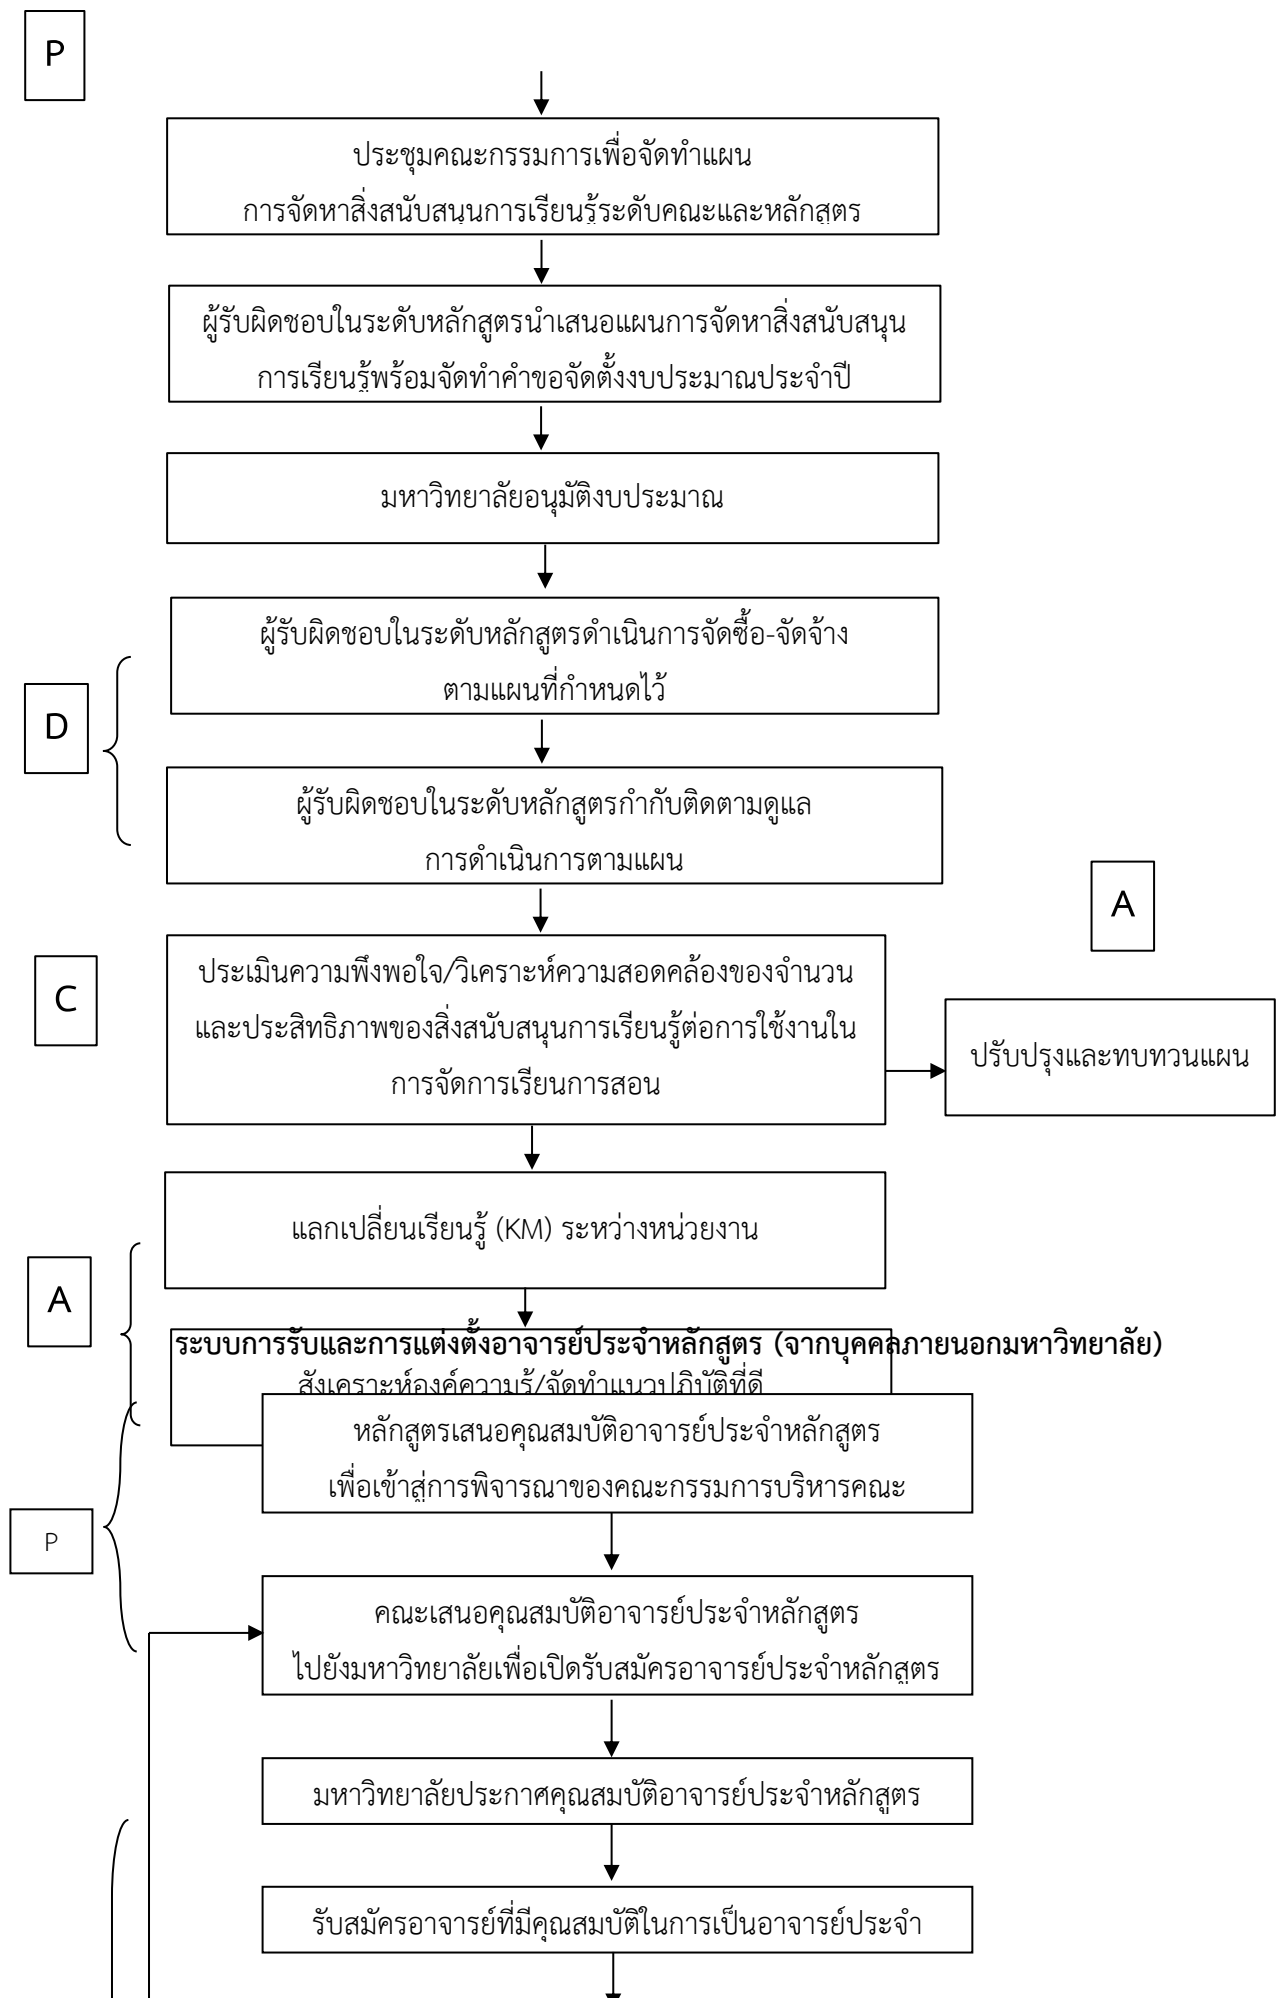 P
ประชุมคณะกรรมการเพื่อจัดทำแผน
การจัดหาสิ่งสนับสนุนการเรียนรู้ระดับคณะและหลักสูตร
ผู้รับผิดชอบในระดับหลักสูตรนำเสนอแผนการจัดหาสิ่งสนับสนุน
การเรียนรู้พร้อมจัดทำคำขอจัดตั้งงบประมาณประจำปี
มหาวิทยาลัยอนุมัติงบประมาณ
ผู้รับผิดชอบในระดับหลักสูตรดำเนินการจัดซื้อ-จัดจ้าง
ตามแผนที่กำหนดไว้
D
ผู้รับผิดชอบในระดับหลักสูตรกำกับติดตามดูแล
การดำเนินการตามแผน
A
C
ประเมินความพึงพอใจ/วิเคราะห์ความสอดคล้องของจำนวน
และประสิทธิภาพของสิ่งสนับสนุนการเรียนรู้ต่อการใช้งานใน
การจัดการเรียนการสอน
ปรับปรุงและทบทวนแผน
แลกเปลี่ยนเรียนรู้ (KM) ระหว่างหน่วยงาน
A
ระบบการรับและการแต่งตั้งอาจารย์ประจำหลักสูตร (จากบุคคลภายนอกมหาวิทยาลัย)
สังเคราะห์องค์ความรู้/จัดทำแนวปฏิบัติที่ดี
หลักสูตรเสนอคุณสมบัติอาจารย์ประจำหลักสูตร
เพื่อเข้าสู่การพิจารณาของคณะกรรมการบริหารคณะ
P
คณะเสนอคุณสมบัติอาจารย์ประจำหลักสูตร
ไปยังมหาวิทยาลัยเพื่อเปิดรับสมัครอาจารย์ประจำหลักสูตร
มหาวิทยาลัยประกาศคุณสมบัติอาจารย์ประจำหลักสูตร
รับสมัครอาจารย์ที่มีคุณสมบัติในการเป็นอาจารย์ประจำ